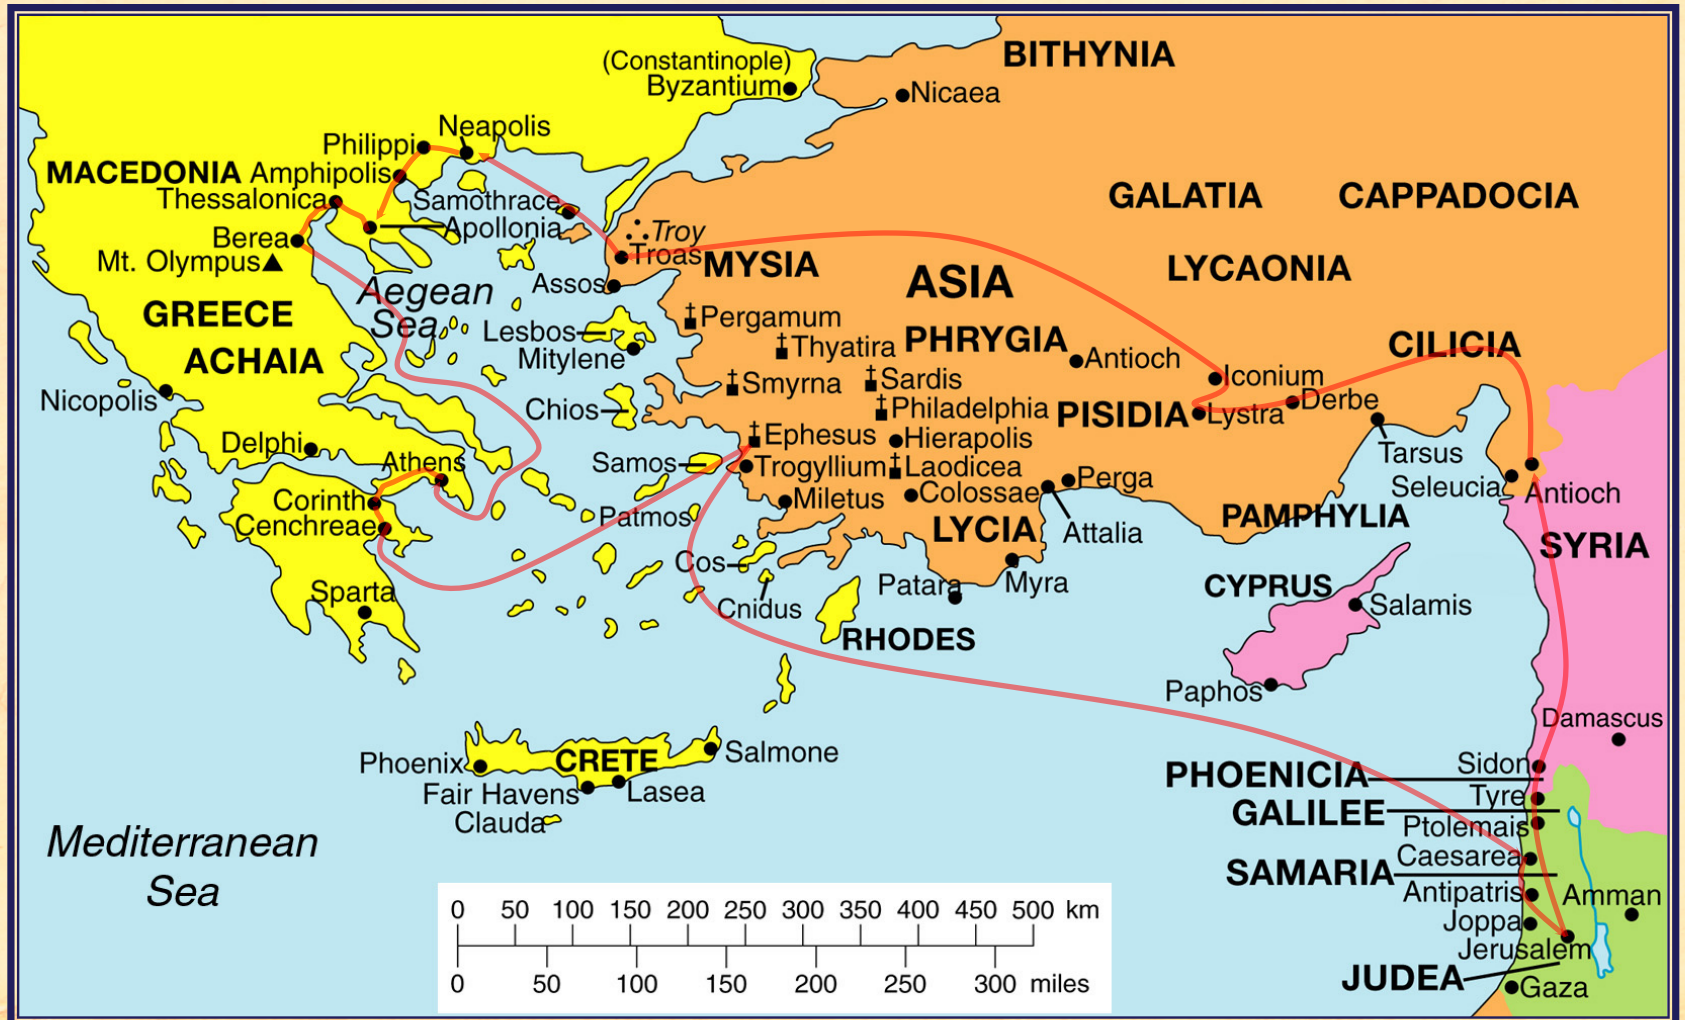 BITHYNIA
(Constantinople)
Byzantium
Nicaea
Neapolis
Philippi
MACEDONIA
Amphipolis
Thessalonica
Samothrace
Apollonia
GALATIA
CAPPADOCIA
Berea
Troy
Troas
Mt. Olympus
MYSIA
LYCAONIA
Assos
Aegean
Sea
ASIA
GREECE
Pergamum
Lesbos
Mitylene
Thyatira
PHRYGIA
Antioch
CILICIA
ACHAIA
Smyrna
Sardis
Iconium
Nicopolis
Chios
Philadelphia
PISIDIA
Lystra
Derbe
Delphi
Ephesus
Hierapolis
Tarsus
Athens
Samos
Trogyllium
Laodicea
Perga
Seleucia
Antioch
Corinth
Cenchreae
Miletus
Colossae
Patmos
LYCIA
Attalia
PAMPHYLIA
SYRIA
Cos
Cnidus
Patara
Myra
CYPRUS
Salamis
Sparta
RHODES
Paphos
Damascus
Phoenix
CRETE
Salmone
Fair Havens
Lasea
Clauda
Sidon
PHOENICIA
Tyre
GALILEE
Ptolemais
Caesarea
SAMARIA
Antipatris
Amman
Joppa
Jerusalem
JUDEA
Gaza
Mediterranean
Sea
0 50 100 150 200 250 300 350 400 450 500 km
0 50 100 150 200 250 300 miles